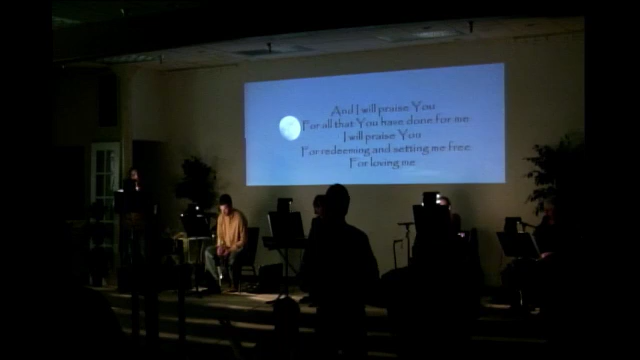 And I will praise You
For all that You have done for me
I will praise You
For redeeming and setting me free
For loving me